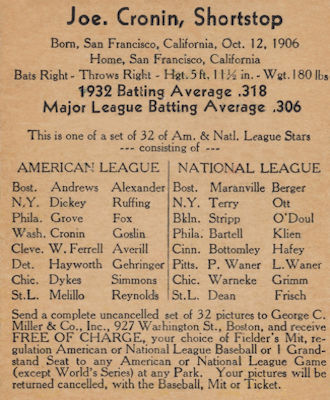 Joe. Cronin, Shortstop
Born, San Francisco, California, Oct. 12, 1906
Home, San Francisco, California
Bats Right - Throws Right - Hgt. 5 ft. 11½ in. - Wgt. 180 lbs
1932 Batting Average .318
Major League Batting Average .306
This is one of a set of 32 of Am. & Natl. League Stars
--- consisting of ---
AMERICAN LEAGUE NATIONAL LEAGUE
Bost. Andrews Alexander Bost. Maranville Berger
N.Y. Dickey Ruffing N.Y. Terry Ott
Phila. Grove Fox Bkln. Stripp O'Doul
Wash. Cronin Goslin Phila. Bartell Klien
Cleve. W. Ferrell Averill Cinn. Bottomley Hafey
Det. Hayworth Gehringer Pitts. P. Waner L. Waner
Chic. Dykes Simmons Chic. Warneke Grimm
St.L. Melillo Reynolds St.L. Dean Frisch
Send a complete uncancelled set of 32 pictures to George C.
Miller & Co., Inc., 927 Washington St., Boston, and receive
FREE OF CHARGE, your choice of Fielder's Mit, re-
gulation American or National League Baseball or 1 Grand-
stand Seat to any American or National League Game
(except World's Series) at any Park. Your pictures will be
returned cancelled, with the Baseball, Mit or Ticket.